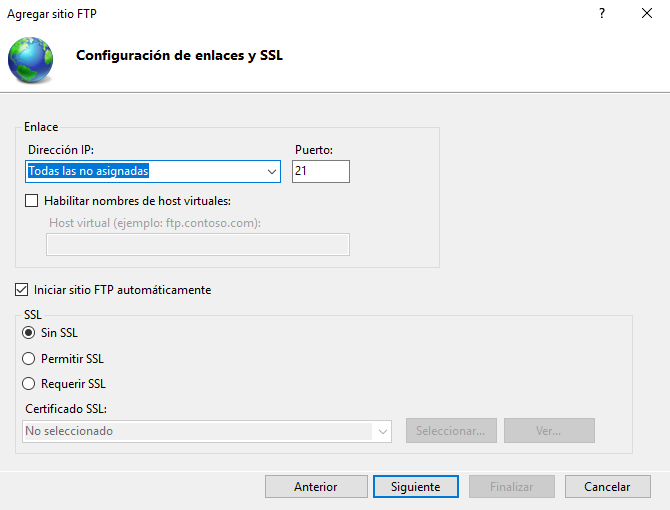 Agregar sitio FTP
?
Configuración de enlaces y SSL
Enlace
Dirección IP:
Puerto:
Todas las no asignadas
21
Habilitar nombres de host virtuales:
Host virtual (ejemplo: ftp.contoso.com):
Iniciar sitio FTP automáticamente
SSL
Sin SSL
Permitir SSL
Requerir SSL
Certificado SSL:
No seleccionado
Seleccionar...
Ver...
Anterior
Siguiente
Finalizar
Cancelar